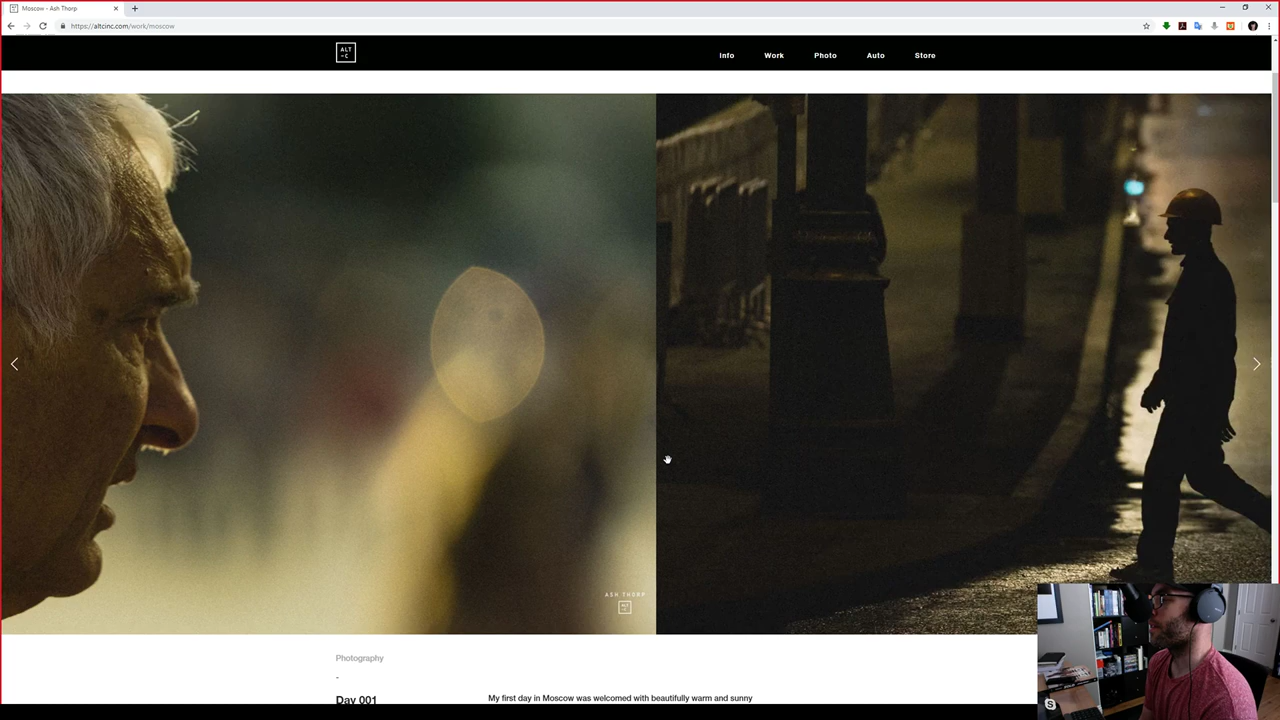 Moscow - Ash Thorp
https://altcinc.com/work/moscow
ALT
-C
Info Work Photo Auto Store
ASH THORP
ALT
-C
Photography
-
Day 001
My first day in Moscow was welcomed with beautifully warm and sunny